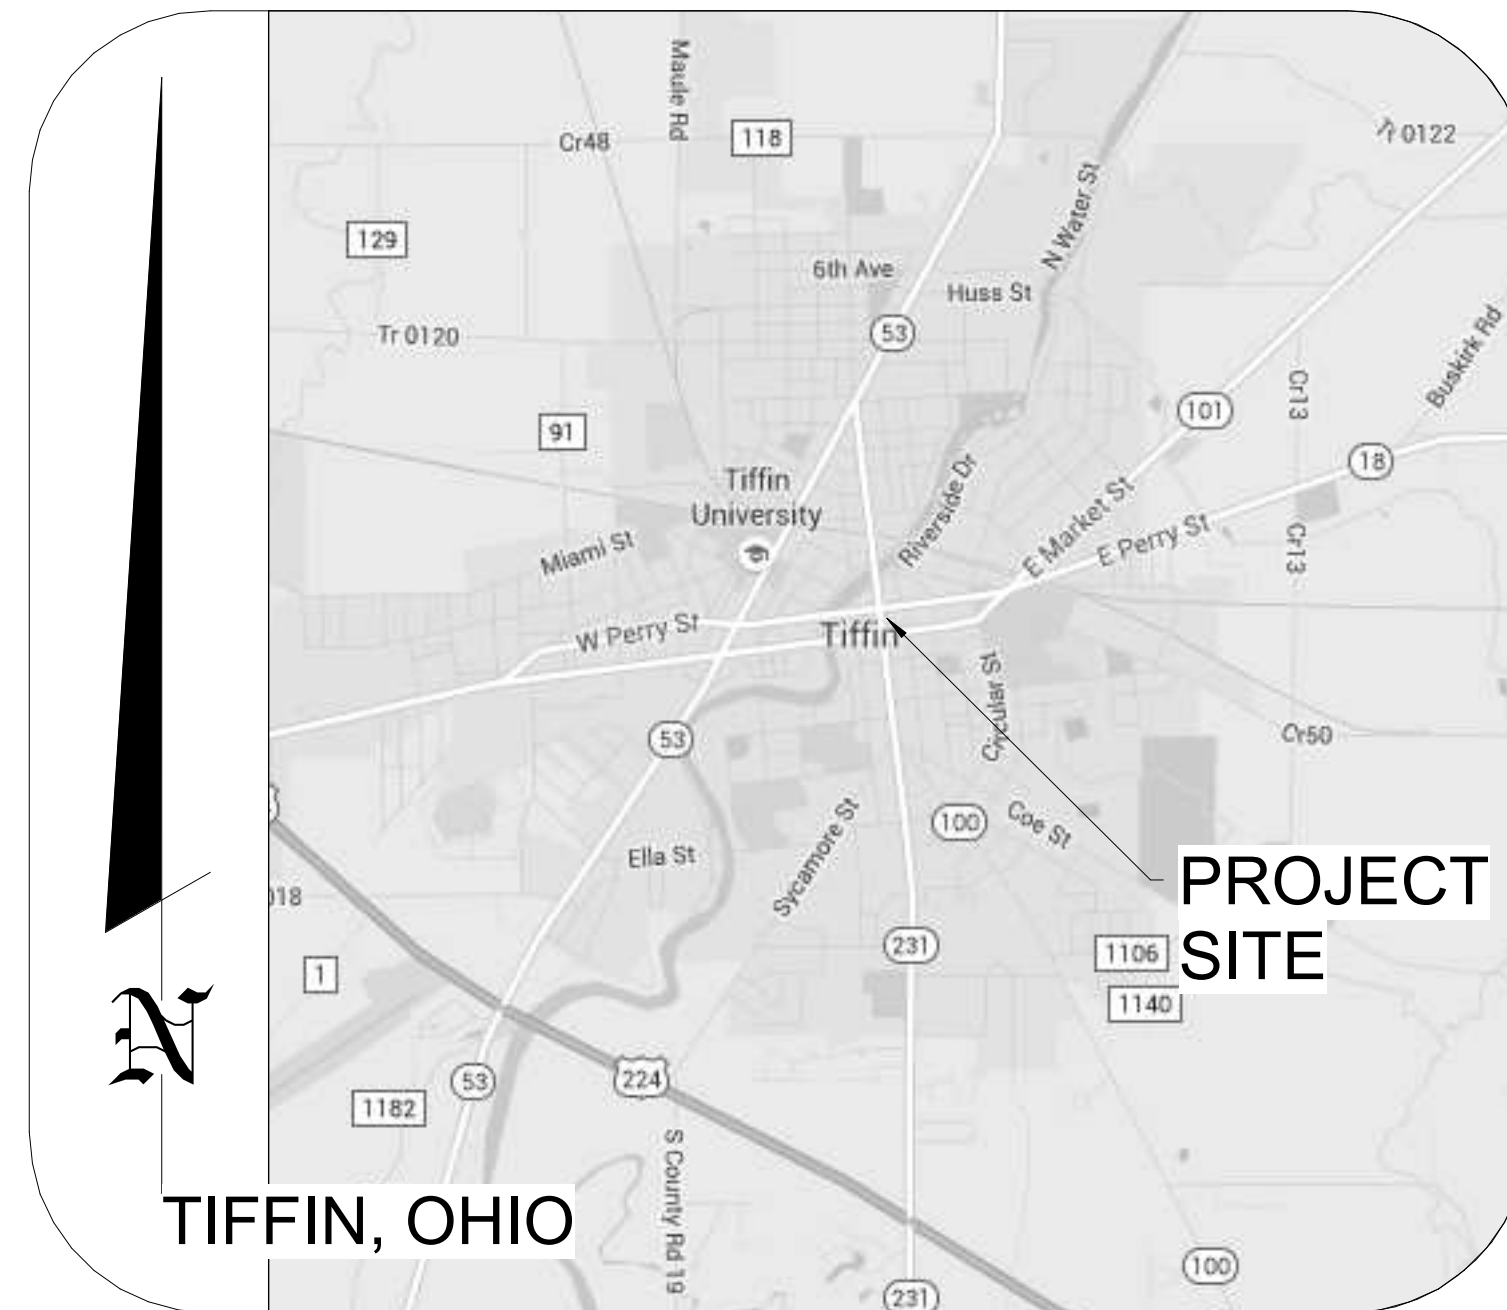 Maule Rd
Cr48
118
Tr 0122
129
N Water St
6th Ave
Huss St
Tr 0120
53
Buskirk Rd
Cr13
101
91
18
Tiffin
University
Riverside Dr
E Market St
E Perry St
Miami St
Cr13
W Perry St
Tiffin
Circular St
53
Cr50
Coe St
100
Sycamore St
Ella St
PROJECT
SITE
018
231
1106
1
1140
N
53
224
1182
S County Rd 19
TIFFIN, OHIO
100
231